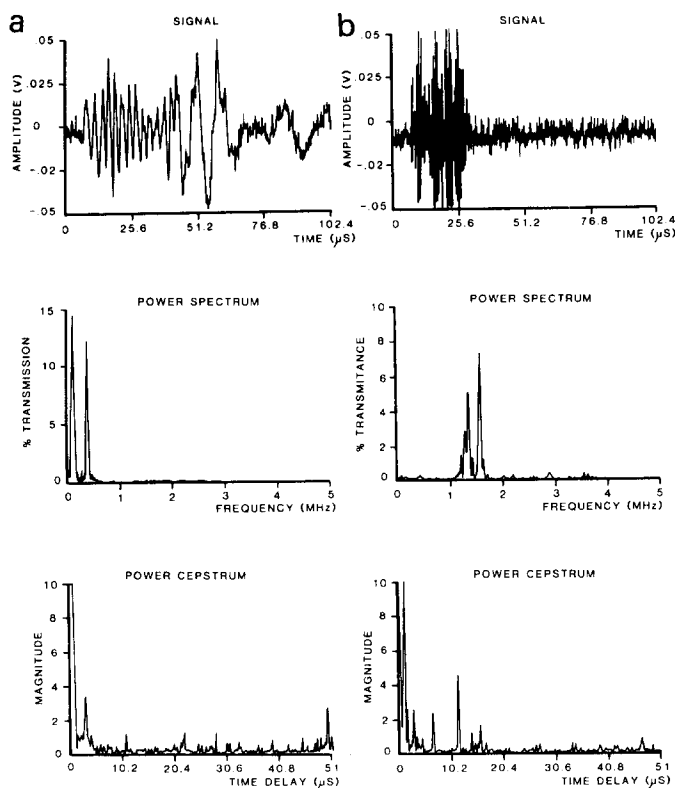 a
SIGNAL
.05
.025
0
-.02
-.05
AMPLITUDE (V)
0 25.6 51.2 76.8 102.4
TIME (µS)
b
SIGNAL
.05
.025
0
-.02
-.05
AMPLITUDE (V)
0 25.6 51.2 76.8 102.4
TIME (µS)
POWER SPECTRUM
15
10
5
0
% TRANSMISSION
0 1 2 3 4 5
FREQUENCY (MHz)
POWER SPECTRUM
10
8
6
4
2
0
% TRANSMITANCE
0 1 2 3 4 5
FREQUENCY (MHz)
POWER CEPSTRUM
10
8
6
4
2
0
MAGNITUDE
0 10.2 20.4 30.6 40.8 51
TIME DELAY (µS)
POWER CEPSTRUM
10
8
6
4
2
0
MAGNITUDE
0 10.2 20.4 30.6 40.8 51
TIME DELAY (µS)